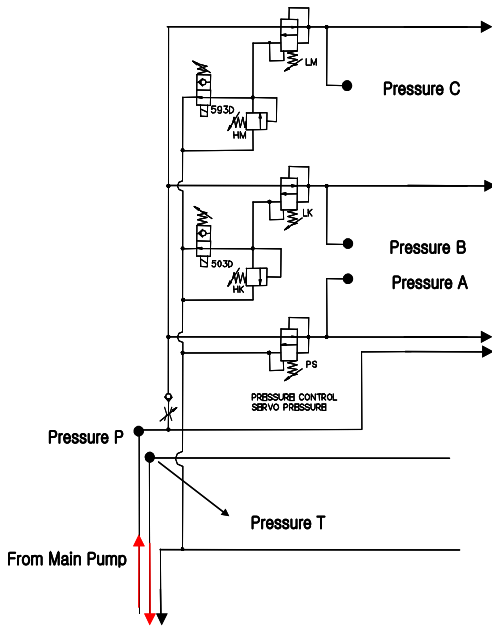 LM
Pressure C
593D
HM
LK
Pressure B
503D
Pressure A
HK
PS
PRESSURE CONTROL
SERVO PRESSURE
Pressure P
Pressure T
From Main Pump